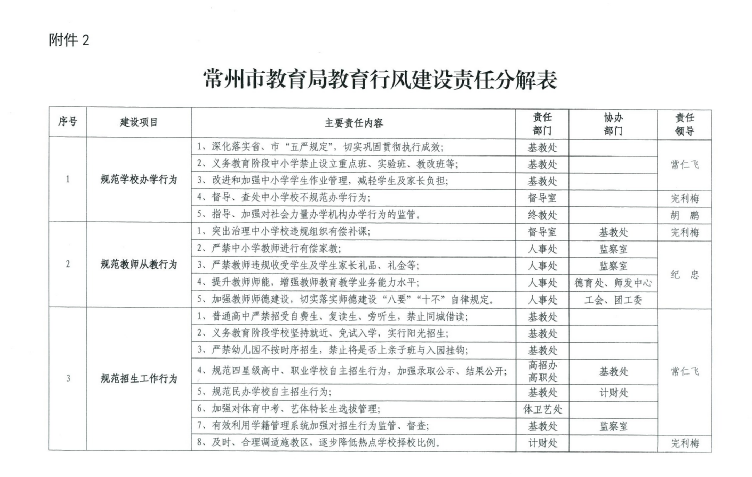 附件 2
常州市教育局教育行风建设责任分解表
序号 建设项目 主要责任内容 责任部门 协办部门 责任领导
1 规范学校办学行为
1、深化落实省、市“五严规定”，切实巩固贯彻执行成效； 基教处 常仁飞
2、义务教育阶段中小学禁止设立重点班、实验班、教改班等； 基教处
3、改进和加强中小学学生作业管理，减轻学生及家长负担； 基教处
4、督导、查处中小学校不规范办学行为； 督导室 完利梅
5、指导、加强对社会力量办学机构办学行为的监管。 终教处 胡 鹏
2 规范教师从教行为
1、突出治理中小学校违规组织有偿补课； 督导室 基教处 完利梅
2、严禁中小学教师进行有偿家教； 人事处 监察室 纪 忠
3、严禁教师违规收受学生及学生家长礼品、礼金等； 人事处 监察室
4、提升教师师能，增强教师教育教学业务能力水平； 人事处 德育处、师发中心
5、加强教师师德建设，切实落实师德建设“八要”“十不”自律规定。 人事处 工会、团工委
3 规范招生工作行为
1、普通高中严禁招受自费生、复读生、旁听生，禁止同城借读； 基教处 常仁飞
2、义务教育阶段学校坚持就近、免试入学，实行阳光招生； 基教处
3、严禁幼儿园不按时序招生，禁止将是否上亲子班与入园挂钩； 基教处
4、规范四星级高中、职业学校自主招生行为，加强录取公示、结果公开； 高招办 高职处 基教处
5、规范民办学校自主招生行为； 基教处 计财处
6、加强对体育中考、艺体特长生选拔管理； 体卫艺处
7、有效利用学籍管理系统加强对招生行为监管、督查； 基教处 监察室
8、及时、合理调适施教区，逐步降低热点学校择校比例。 计财处 完利梅